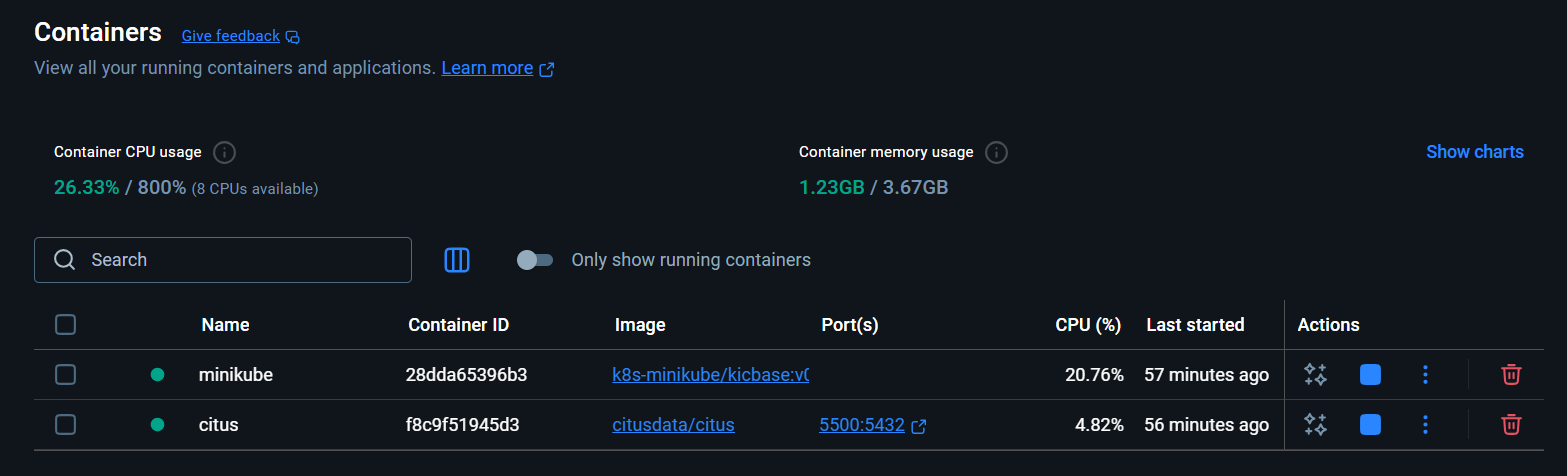 Containers Give feedback
View all your running containers and applications. Learn more
Container CPU usage Container memory usage Show charts
26.33% / 800% (8 CPUs available) 1.23GB / 3.67GB
Search Only show running containers
Name Container ID Image Port(s) CPU (%) Last started Actions
minikube 28dda65396b3 k8s-minikube/kicbase:v0 20.76% 57 minutes ago
citus f8c9f51945d3 citusdata/citus 5500:5432 4.82% 56 minutes ago